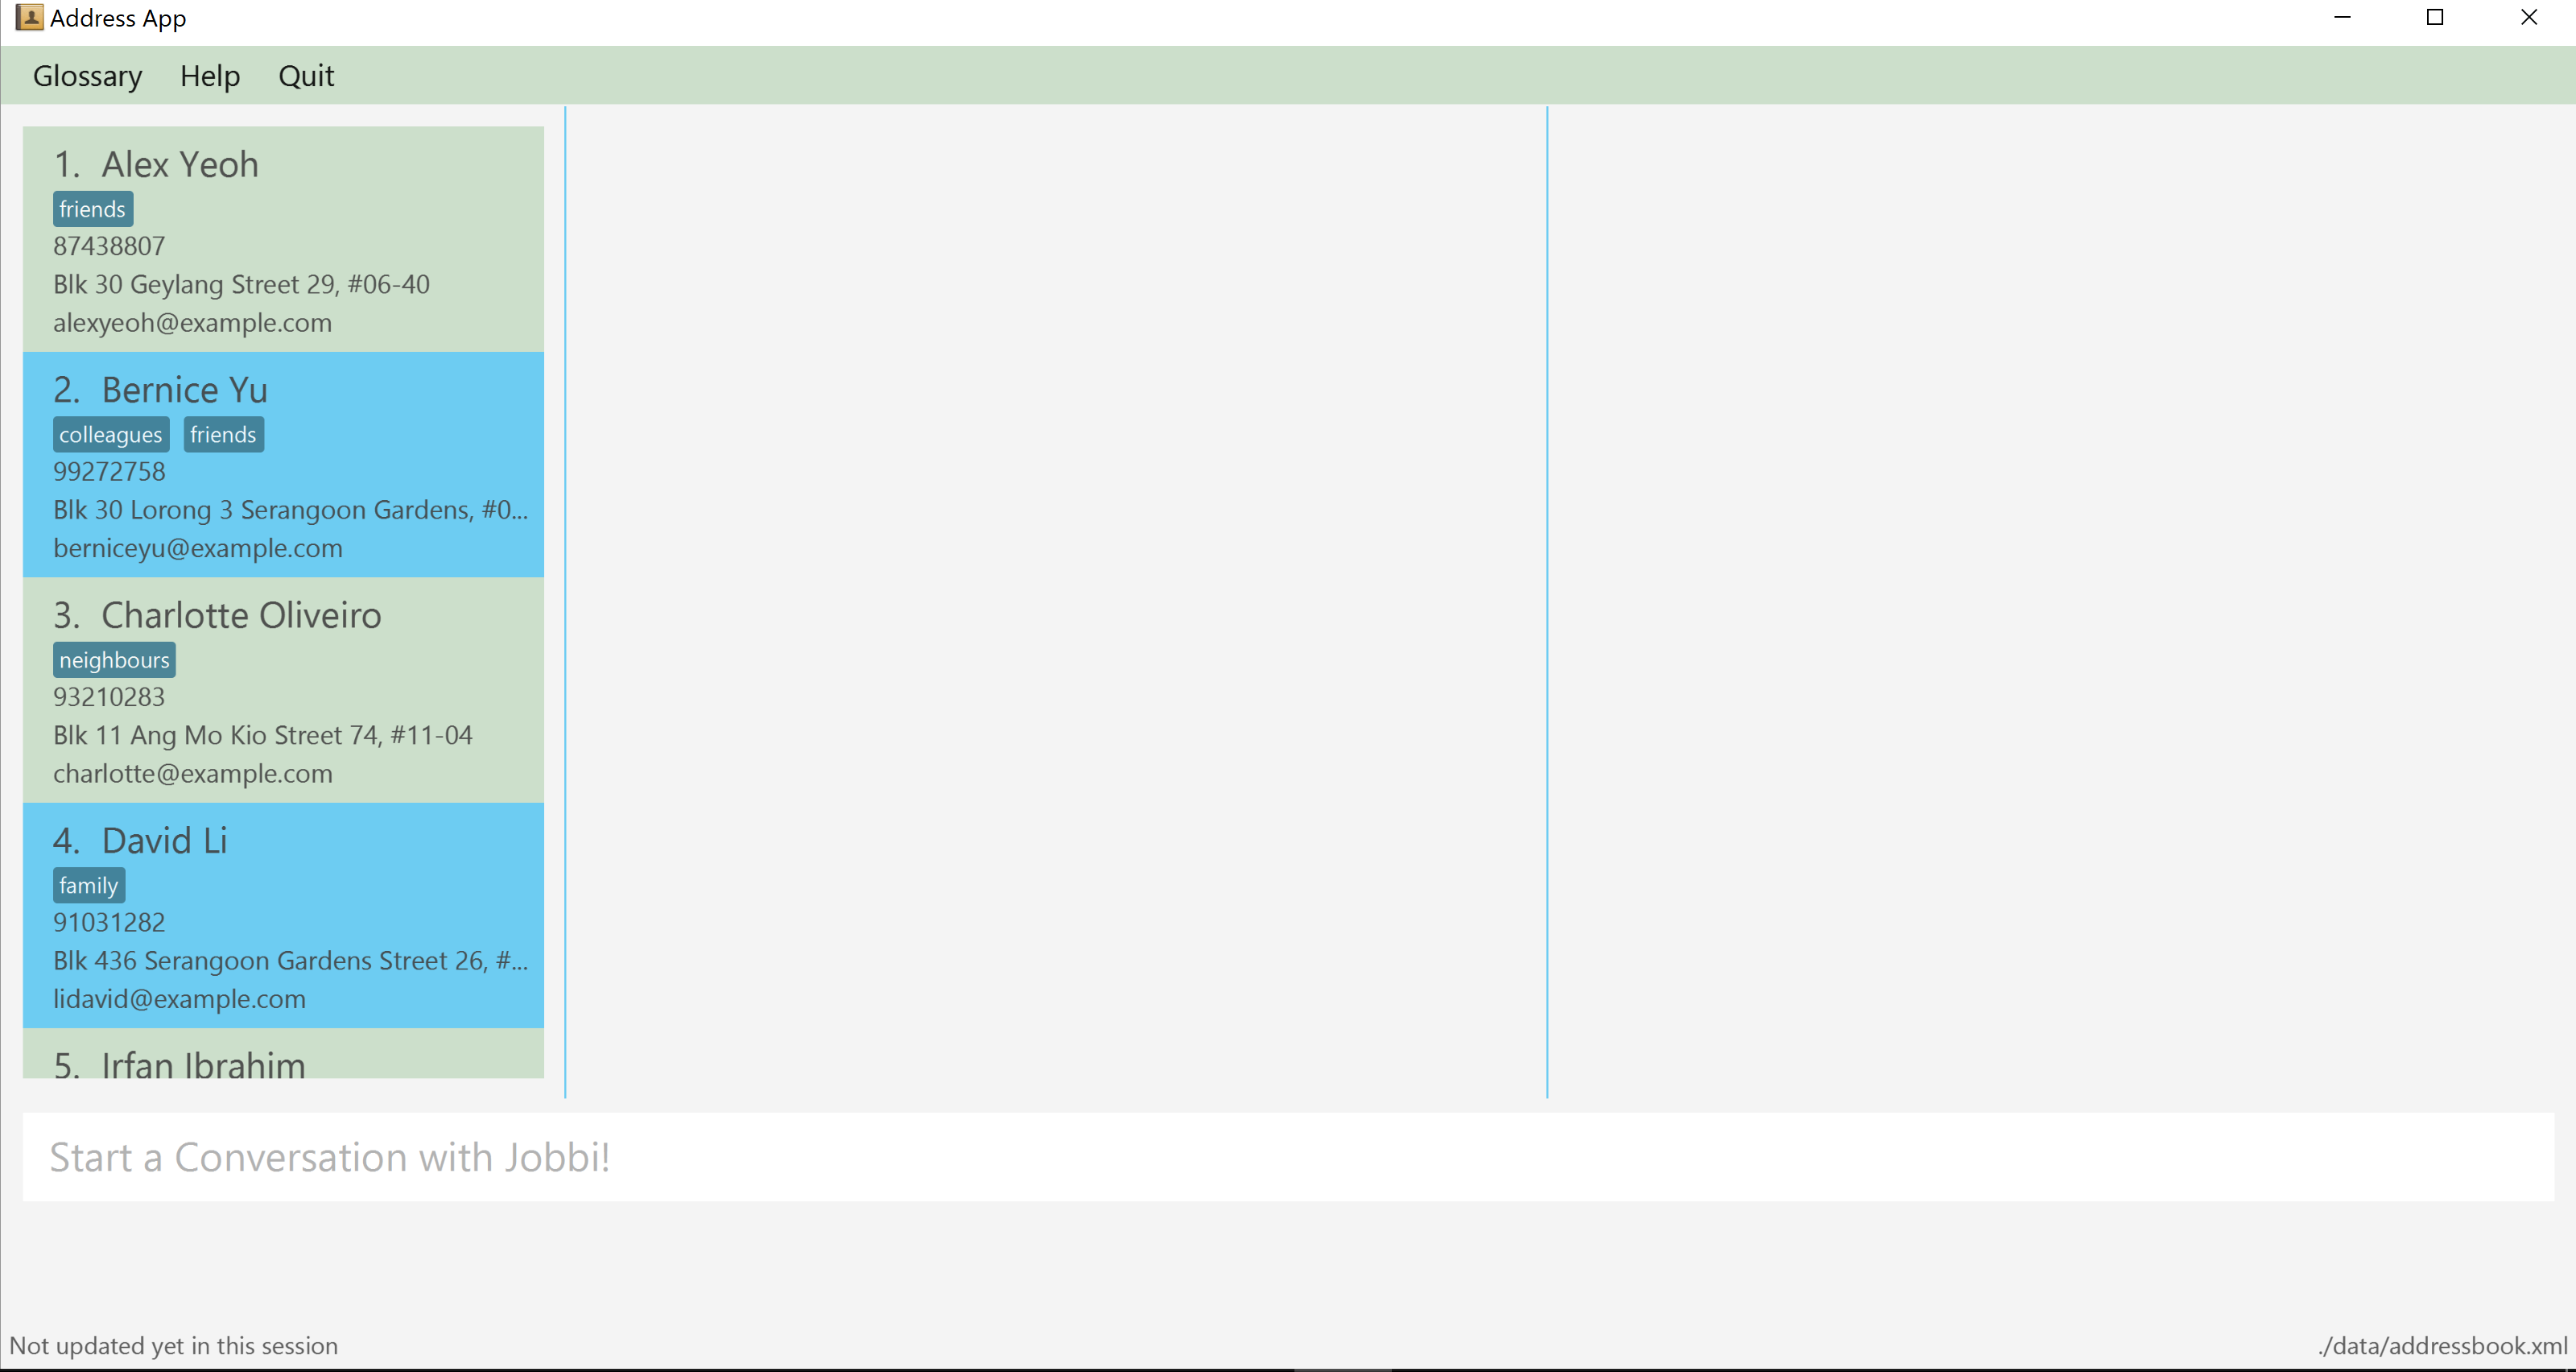 Address App
Glossary Help Quit
1. Alex Yeoh
friends
87438807
Blk 30 Geylang Street 29, #06-40
alexyeoh@example.com
2. Bernice Yu
colleagues friends
99272758
Blk 30 Lorong 3 Serangoon Gardens, #0...
berniceyu@example.com
3. Charlotte Oliveiro
neighbours
93210283
Blk 11 Ang Mo Kio Street 74, #11-04
charlotte@example.com
4. David Li
family
91031282
Blk 436 Serangoon Gardens Street 26, #...
lidavid@example.com
5. Irfan Ibrahim
Start a Conversation with Jobbi!
Not updated yet in this session
./data/addressbook.xml